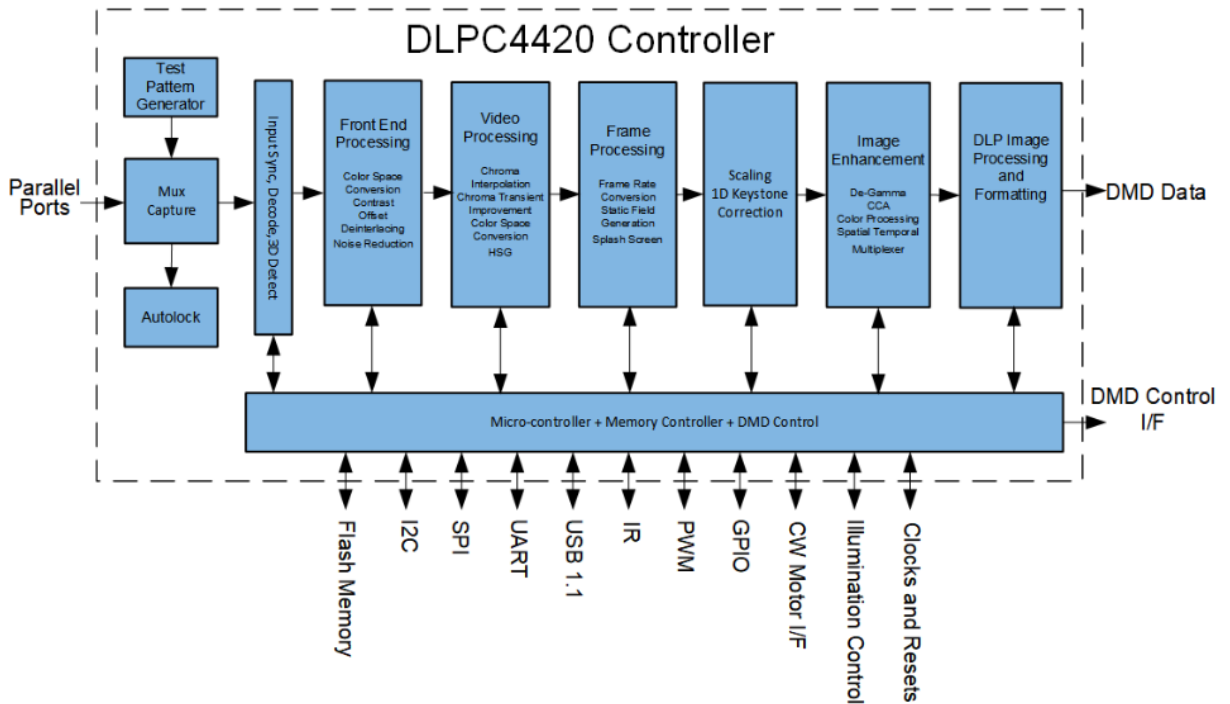 DLPC4420 Controller
Test
Pattern
Generator
Mux
Capture
Autolock
Parallel
Ports
Input Sync, Decode, 3D Detect
Front End
Processing
Color Space
Conversion
Contrast
Offset
Deinterlacing
Noise Reduction
Video
Processing
Chroma
Interpolation
Chroma Transient
Improvement
Color Space
Conversion
HSG
Frame
Processing
Frame Rate
Conversion
Static Field
Generation
Splash Screen
Scaling
1D Keystone
Correction
Image
Enhancement
De-Gamma
CCA
Color Processing
Spatial Temporal
Multiplexer
DLP Image
Processing
and
Formatting
DMD Data
Micro-controller + Memory Controller + DMD Control
DMD Control
I/F
Flash Memory
I2C
SPI
UART
USB 1.1
IR
PWM
GPIO
CW Motor I/F
Illumination Control
Clocks and Resets